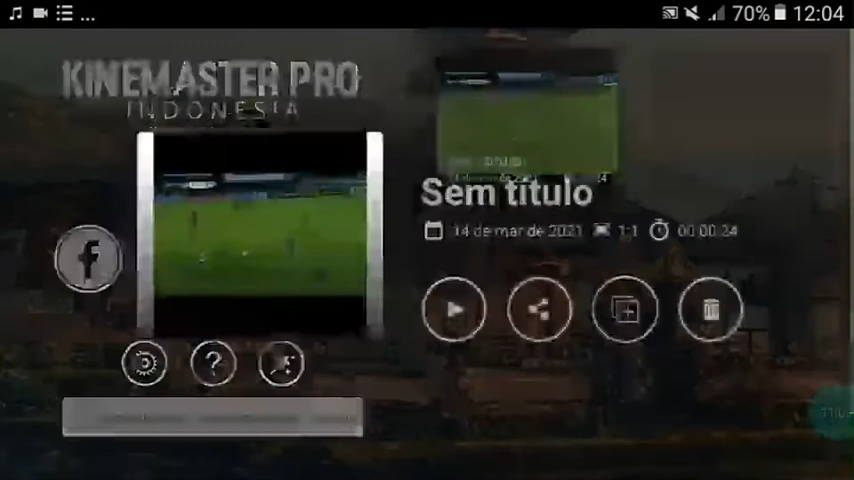 ... 70% 12:04
KINEMASTER PRO
INDONESIA
Sem título
14 de mar de 2021 1:1 00:00:24
f
?